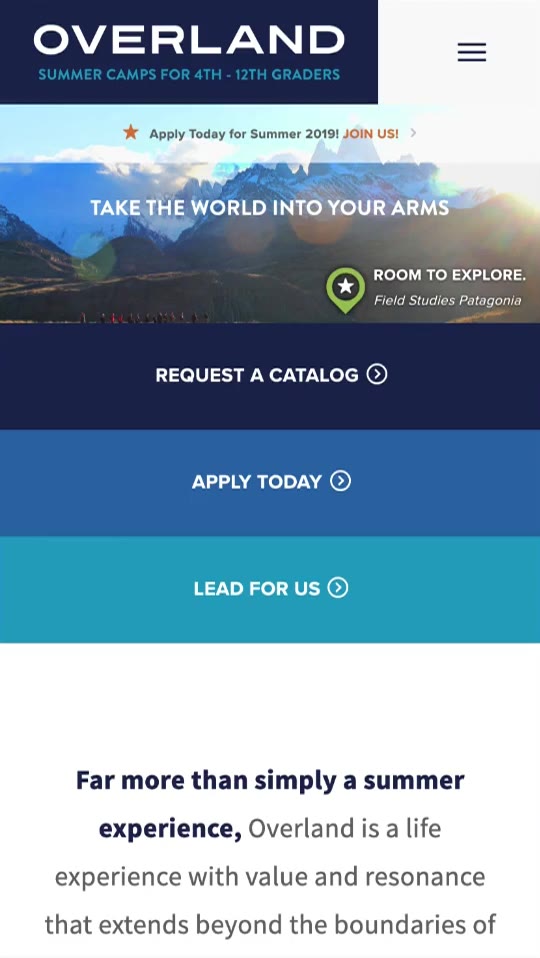 OVERLAND
SUMMER CAMPS FOR 4TH - 12TH GRADERS
Apply Today for Summer 2019! JOIN US!
TAKE THE WORLD INTO YOUR ARMS
ROOM TO EXPLORE.
Field Studies Patagonia
REQUEST A CATALOG
APPLY TODAY
LEAD FOR US
Far more than simply a summer
experience, Overland is a life
experience with value and resonance
that extends beyond the boundaries of